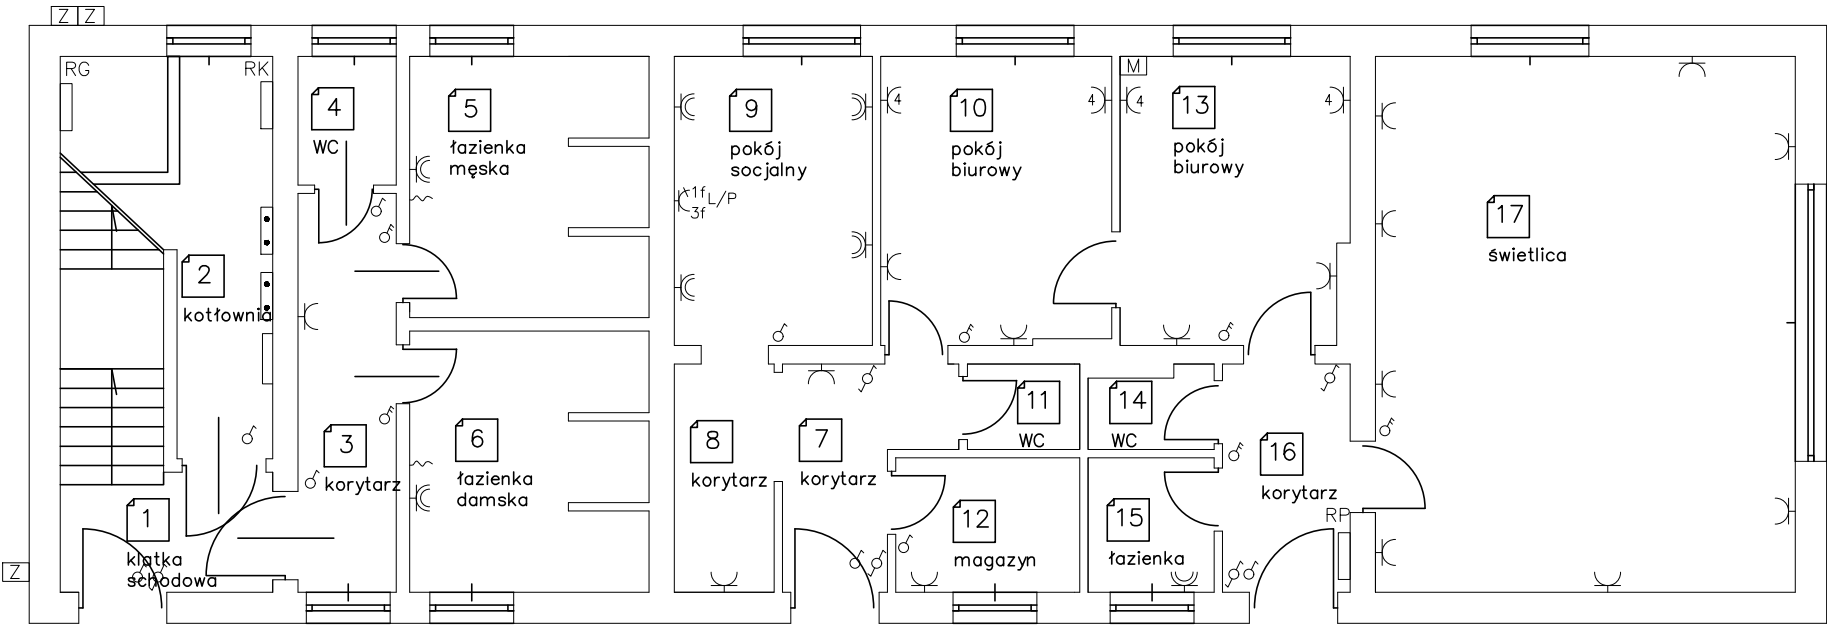 Z Z
RG
RK
4
WC
5
łazienka
męska
9
pokój
socjalny
1f L/P
3f
4
10
pokój
biurowy
4
M
4
13
pokój
biurowy
4
17
świetlica
2
kotłownia
3
korytarz
6
łazienka
damska
8
korytarz
7
korytarz
11
WC
14
WC
16
korytarz
RP
1
klatka
schodowa
12
magazyn
15
łazienka
Z